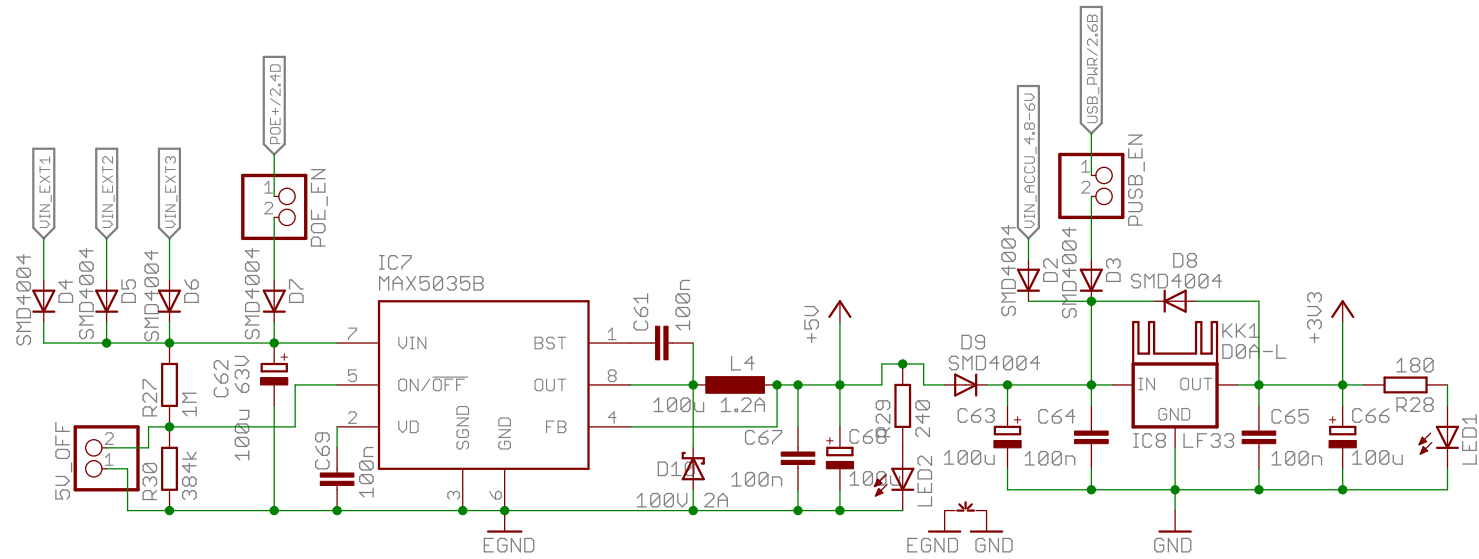 VIN_EXT1
SMD4004
D4
VIN_EXT2
SMD4004
D5
VIN_EXT3
SMD4004
D6
POE+/2.4D
1
2
POE_EN
SMD4004
D7
R27
1M
5V_OFF
2
1
R30
384k
C62
100u 63V
+
C69
100n
IC7
MAX5035B
7
VIN
5
ON/OFF
2
VD
SGND
3
GND
6
BST
1
OUT
8
FB
4
EGND
C61
100n
L4
100u 1.2A
D10
100V 2A
C67
100n
+5V
+
C68
100u
R29
240
LED2
EGND
GND
D9
SMD4004
VIN_ACCU_4.8-6V
SMD4004
D2
USB_PWR/2.6B
1
2
PUSB_EN
SMD4004
D3
D8
SMD4004
KK1
D0A-L
IN
OUT
GND
IC8
LF33
C63
+
100u
C64
100n
GND
C65
100n
+3V3
C66
+
100u
180
R28
LED1